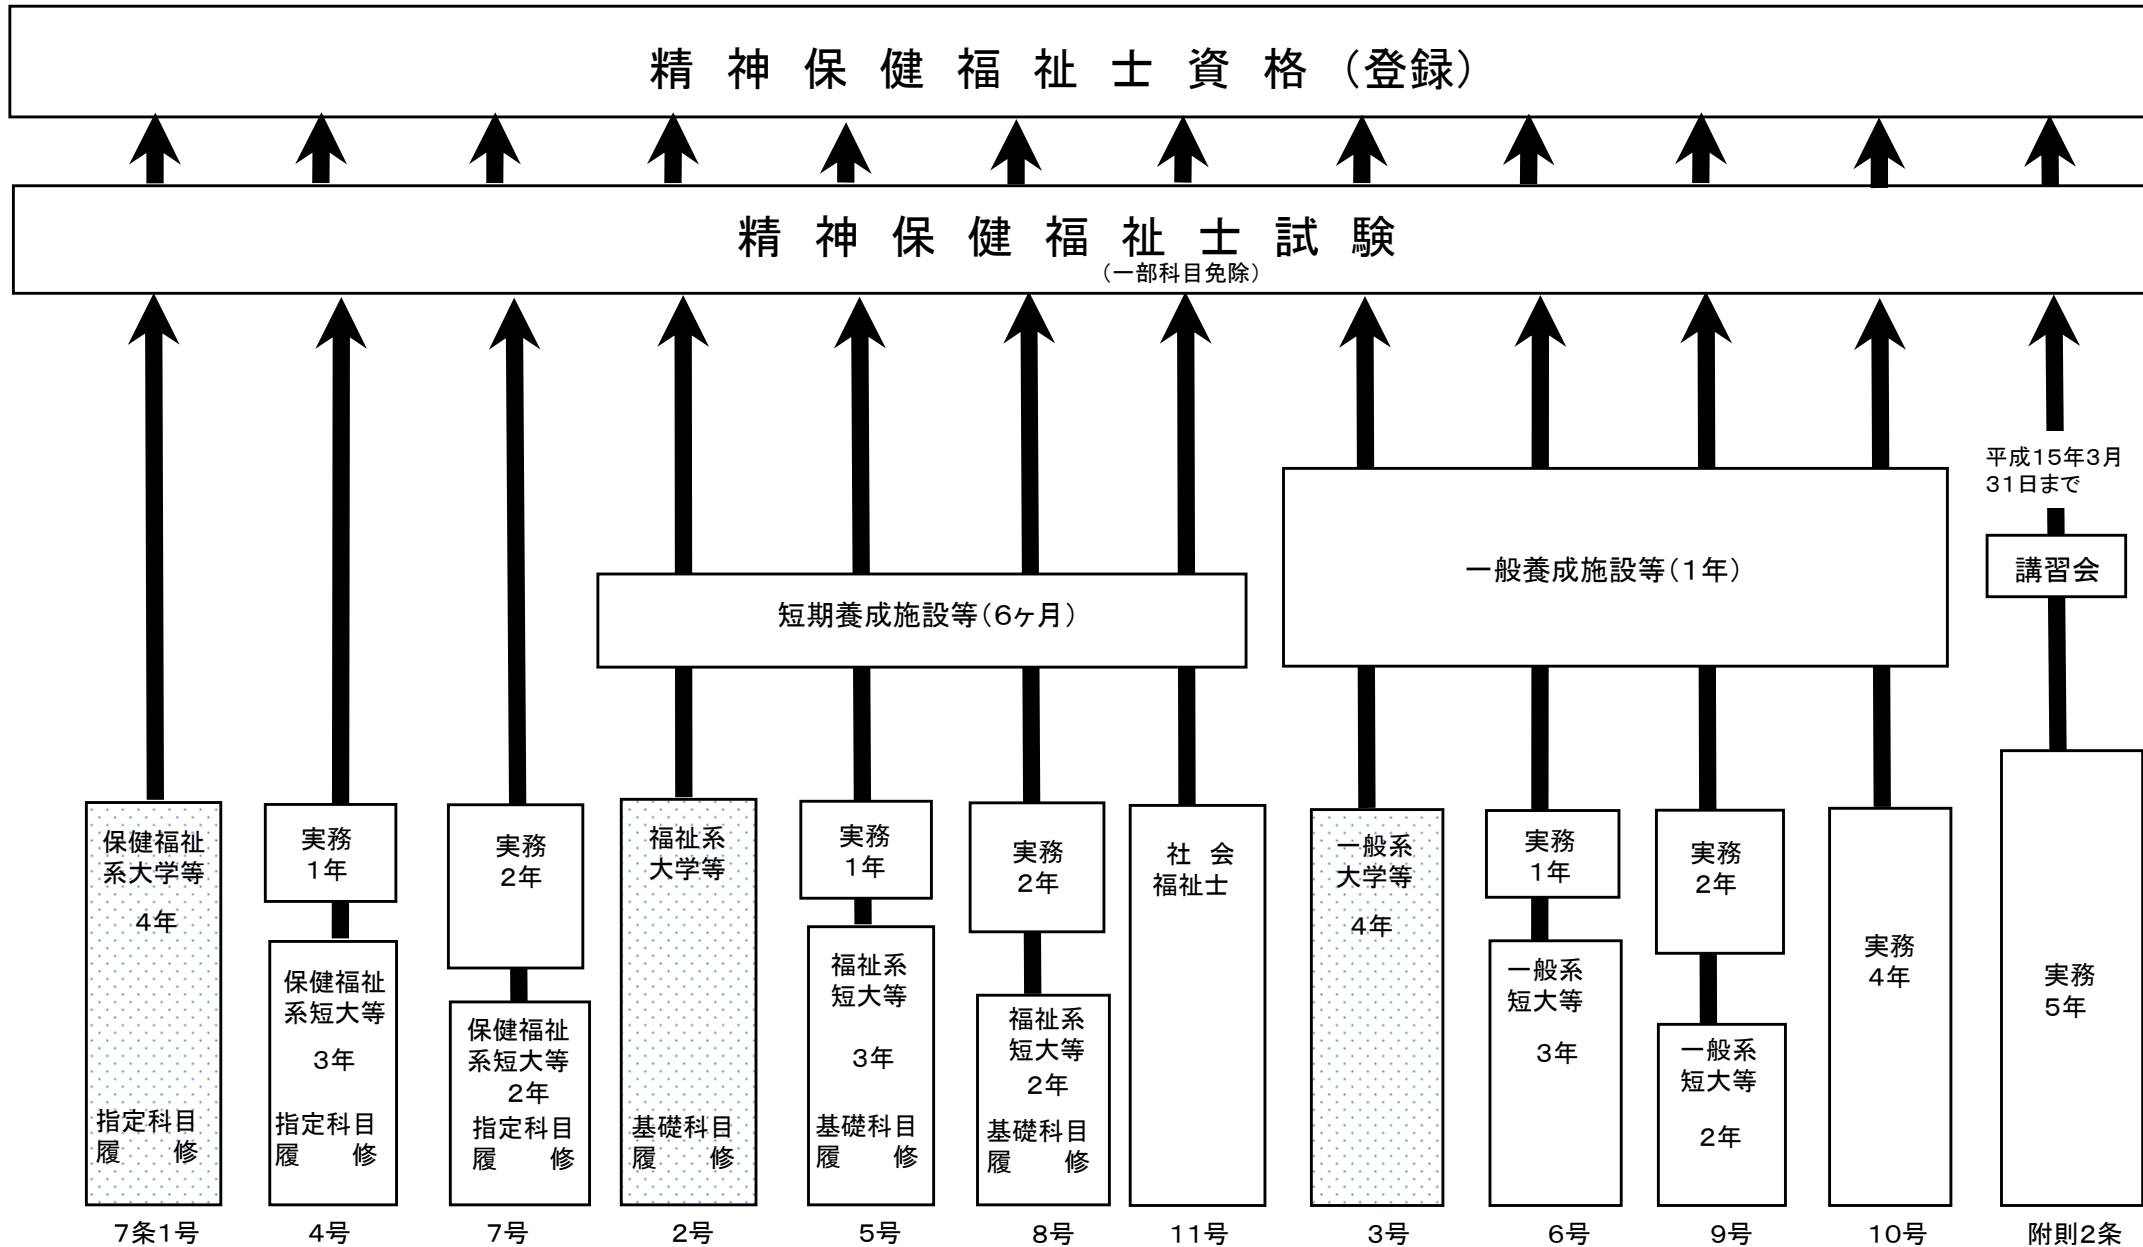 精神保健福祉士資格（登録）
精神保健福祉士試験
（一部科目免除）
平成15年3月
31日まで
講習会
一般養成施設等（1年）
短期養成施設等（6ヶ月）
保健福祉
系大学等
4年
指定科目
履　修
実務
1年
保健福祉
系短大等
3年
指定科目
履　修
実務
2年
保健福祉
系短大等
2年
指定科目
履　修
福祉系
大学等
基礎科目
履　修
実務
1年
福祉系
短大等
3年
基礎科目
履　修
実務
2年
福祉系
短大等
2年
基礎科目
履　修
社　会
福祉士
一般系
大学等
4年
実務
1年
一般系
短大等
3年
実務
2年
一般系
短大等
2年
実務
4年
実務
5年
7条1号
4号
7号
2号
5号
8号
11号
3号
6号
9号
10号
附則2条